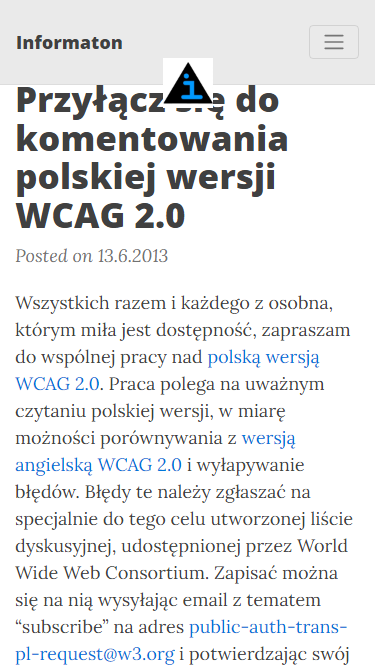 Informaton
Przyłącz się do
komentowania
polskiej wersji
WCAG 2.0
Posted on 13.6.2013
Wszystkich razem i każdego z osobna,
którym miła jest dostępność, zapraszam
do wspólnej pracy nad polską wersją
WCAG 2.0. Praca polega na uważnym
czytaniu polskiej wersji, w miarę
możności porównywania z wersją
angielską WCAG 2.0 i wyłapywanie
błędów. Błędy te należy zgłaszać na
specjalnie do tego celu utworzonej liście
dyskusyjnej, udostępnionej przez World
Wide Web Consortium. Zapisać można
się na nią wysyłając email z tematem
“subscribe” na adres public-auth-trans-
pl-request@w3.org i potwierdzając swój